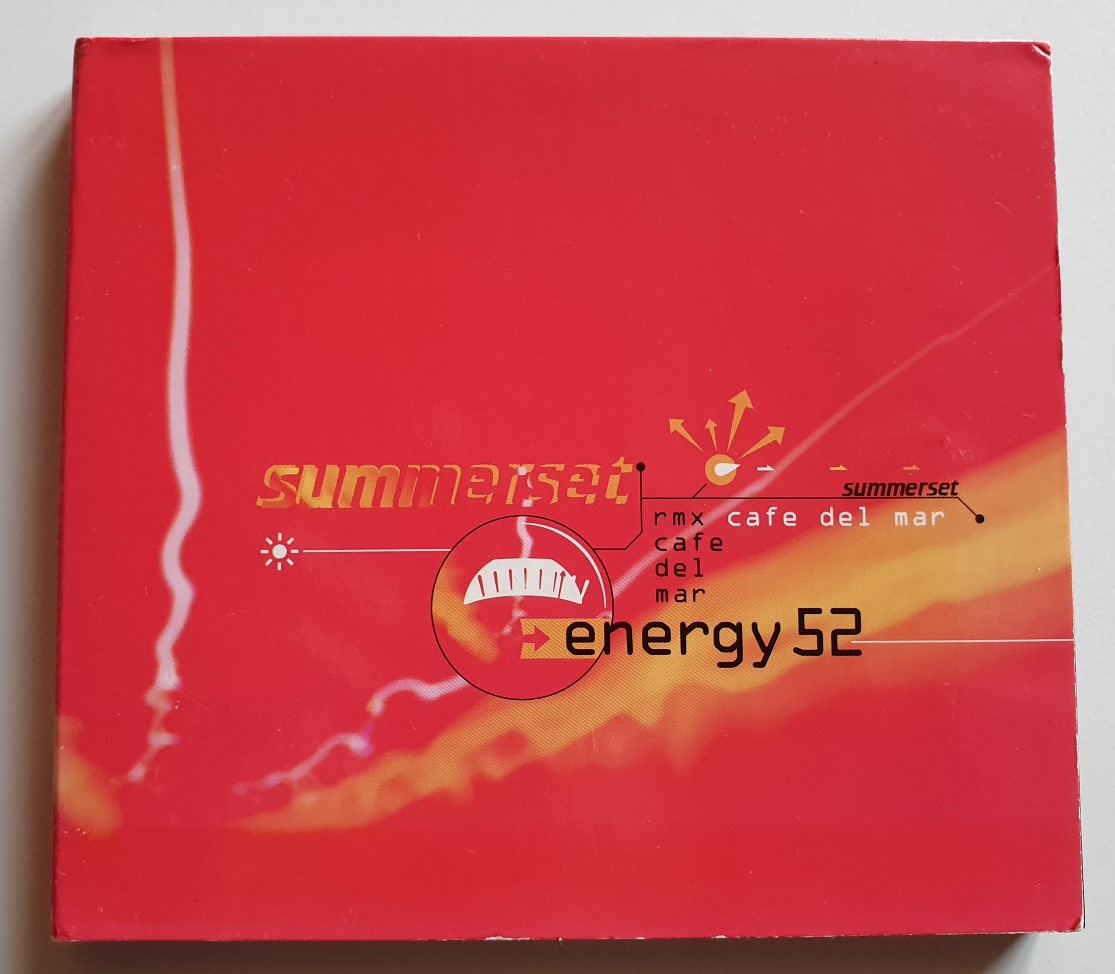 summerset
summerset
rmx cafe del mar
cafe
del
mar
energy 52